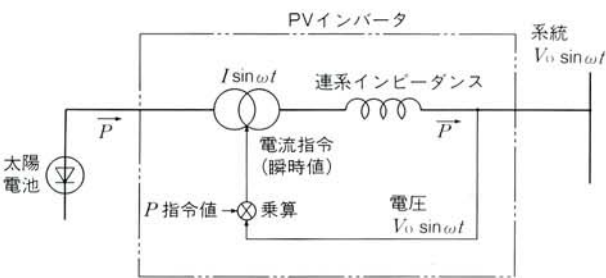 PVインバータ
系統
V₀ sin ωt
I sin ωt
連系インピーダンス
P
P
太陽
電池
電流指令
(瞬時値)
P 指令値
乗算
電圧
V₀ sin ωt